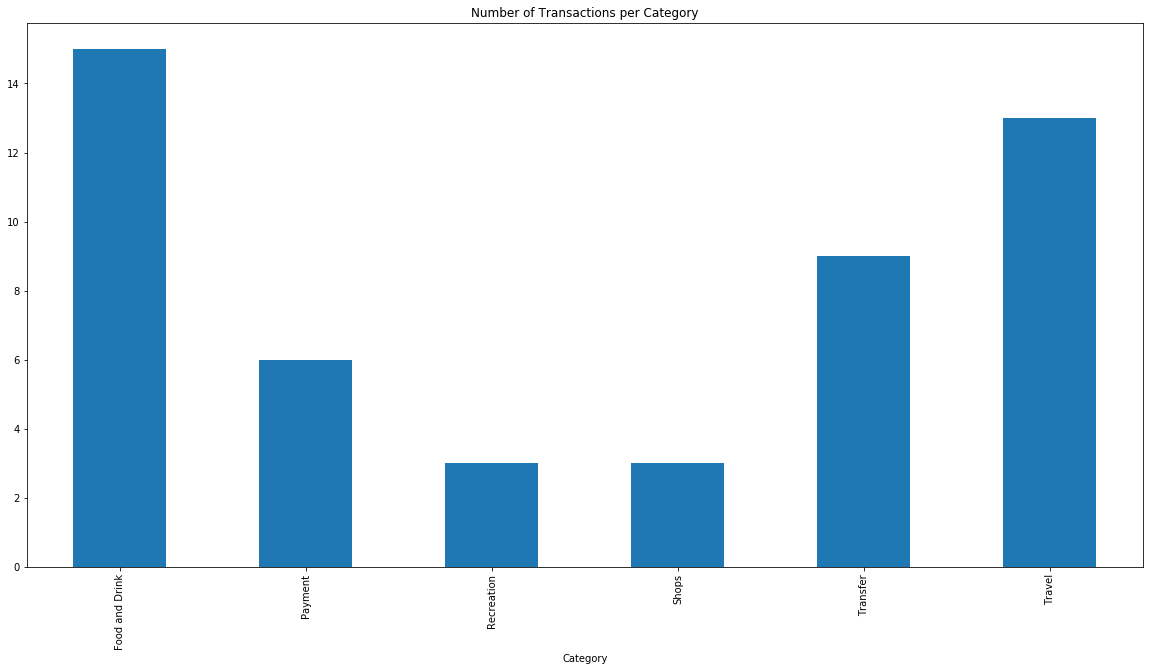 Number of Transactions per Category
14
12
10
8
6
4
2
0
Food and Drink
Payment
Recreation
Shops
Transfer
Travel
Category